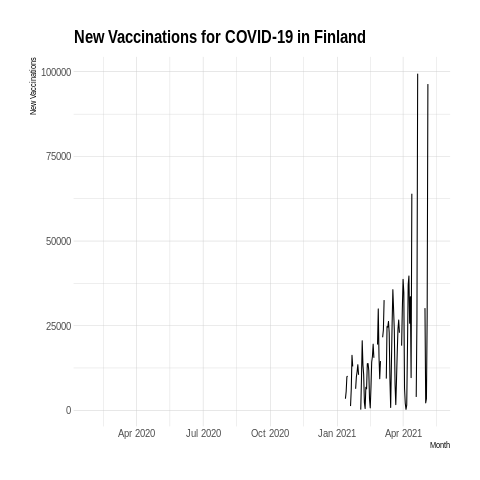 New Vaccinations for COVID-19 in Finland
New Vaccinations
100000
75000
50000
25000
0
Apr 2020 Jul 2020 Oct 2020 Jan 2021 Apr 2021
Month